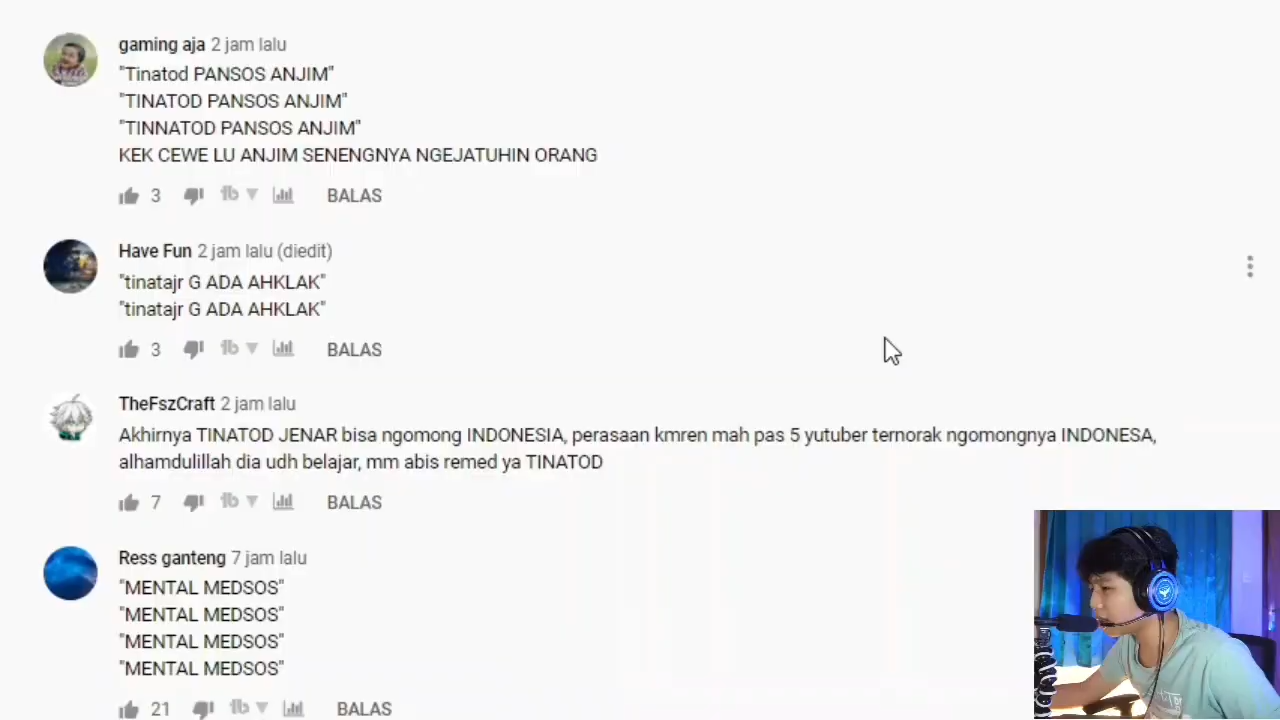 gaming aja 2 jam lalu
"Tinatod PANSOS ANJIM"
"TINATOD PANSOS ANJIM"
"TINNATOD PANSOS ANJIM"
KEK CEWE LU ANJIM SENENGNYA NGEJATUHIN ORANG
3 BALAS
Have Fun 2 jam lalu (diedit)
"tinatajr G ADA AHKLAK"
"tinatajr G ADA AHKLAK"
3 BALAS
TheFszCraft 2 jam lalu
Akhirnya TINATOD JENAR bisa ngomong INDONESIA, perasaan kmren mah pas 5 yutuber ternorak ngomongnya INDONESA,
alhamdulillah dia udh belajar, mm abis remed ya TINATOD
7 BALAS
Ress ganteng 7 jam lalu
"MENTAL MEDSOS"
"MENTAL MEDSOS"
"MENTAL MEDSOS"
"MENTAL MEDSOS"
21 BALAS